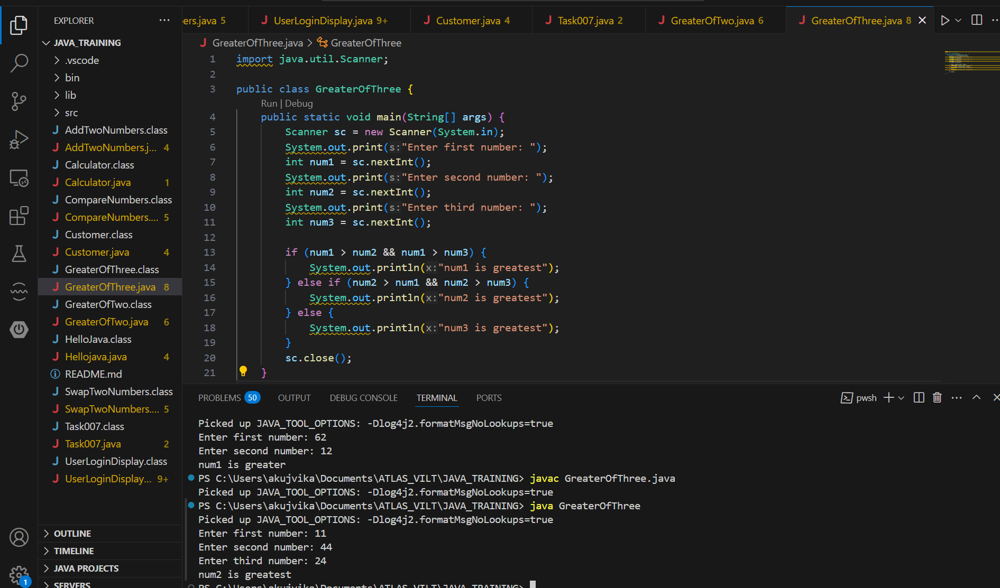 EXPLORER
JAVA_TRAINING
.vscode
bin
lib
src
AddTwoNumbers.class
AddTwoNumbers.j... 4
Calculator.class
Calculator.java 1
CompareNumbers.class
CompareNumbers.... 5
Customer.class
Customer.java 4
GreaterOfThree.class
GreaterOfThree.java 8
GreaterOfTwo.class
GreaterOfTwo.java 6
HelloJava.class
Hellojava.java 4
README.md
SwapTwoNumbers.class
SwapTwoNumbers.... 5
Task007.class
Task007.java 2
UserLoginDisplay.class
UserLoginDisplay... 9+
OUTLINE
TIMELINE
JAVA PROJECTS
SERVERS
1
ers.java 5
UserLoginDisplay.java 9+
Customer.java 4
Task007.java 2
GreaterOfTwo.java 6
GreaterOfThree.java 8
GreaterOfThree.java > GreaterOfThree
1 import java.util.Scanner;
2
3 public class GreaterOfThree {
Run | Debug
4 public static void main(String[] args) {
5 Scanner sc = new Scanner(System.in);
6 System.out.print(s:"Enter first number: ");
7 int num1 = sc.nextInt();
8 System.out.print(s:"Enter second number: ");
9 int num2 = sc.nextInt();
10 System.out.print(s:"Enter third number: ");
11 int num3 = sc.nextInt();
12
13 if (num1 > num2 && num1 > num3) {
14 System.out.println(x:"num1 is greatest");
15 } else if (num2 > num1 && num2 > num3) {
16 System.out.println(x:"num2 is greatest");
17 } else {
18 System.out.println(x:"num3 is greatest");
19 }
20 sc.close();
21 }
PROBLEMS 50 OUTPUT DEBUG CONSOLE TERMINAL PORTS
pwsh
Picked up JAVA_TOOL_OPTIONS: -Dlog4j2.formatMsgNoLookups=true
Enter first number: 62
Enter second number: 12
num1 is greater
PS C:\Users\akujvika\Documents\ATLAS_VILT\JAVA_TRAINING> javac GreaterOfThree.java
Picked up JAVA_TOOL_OPTIONS: -Dlog4j2.formatMsgNoLookups=true
PS C:\Users\akujvika\Documents\ATLAS_VILT\JAVA_TRAINING> java GreaterOfThree
Picked up JAVA_TOOL_OPTIONS: -Dlog4j2.formatMsgNoLookups=true
Enter first number: 11
Enter second number: 44
Enter third number: 24
num2 is greatest
PS C:\Users\akujvika\Documents\ATLAS_VILT\JAVA_TRAINING>